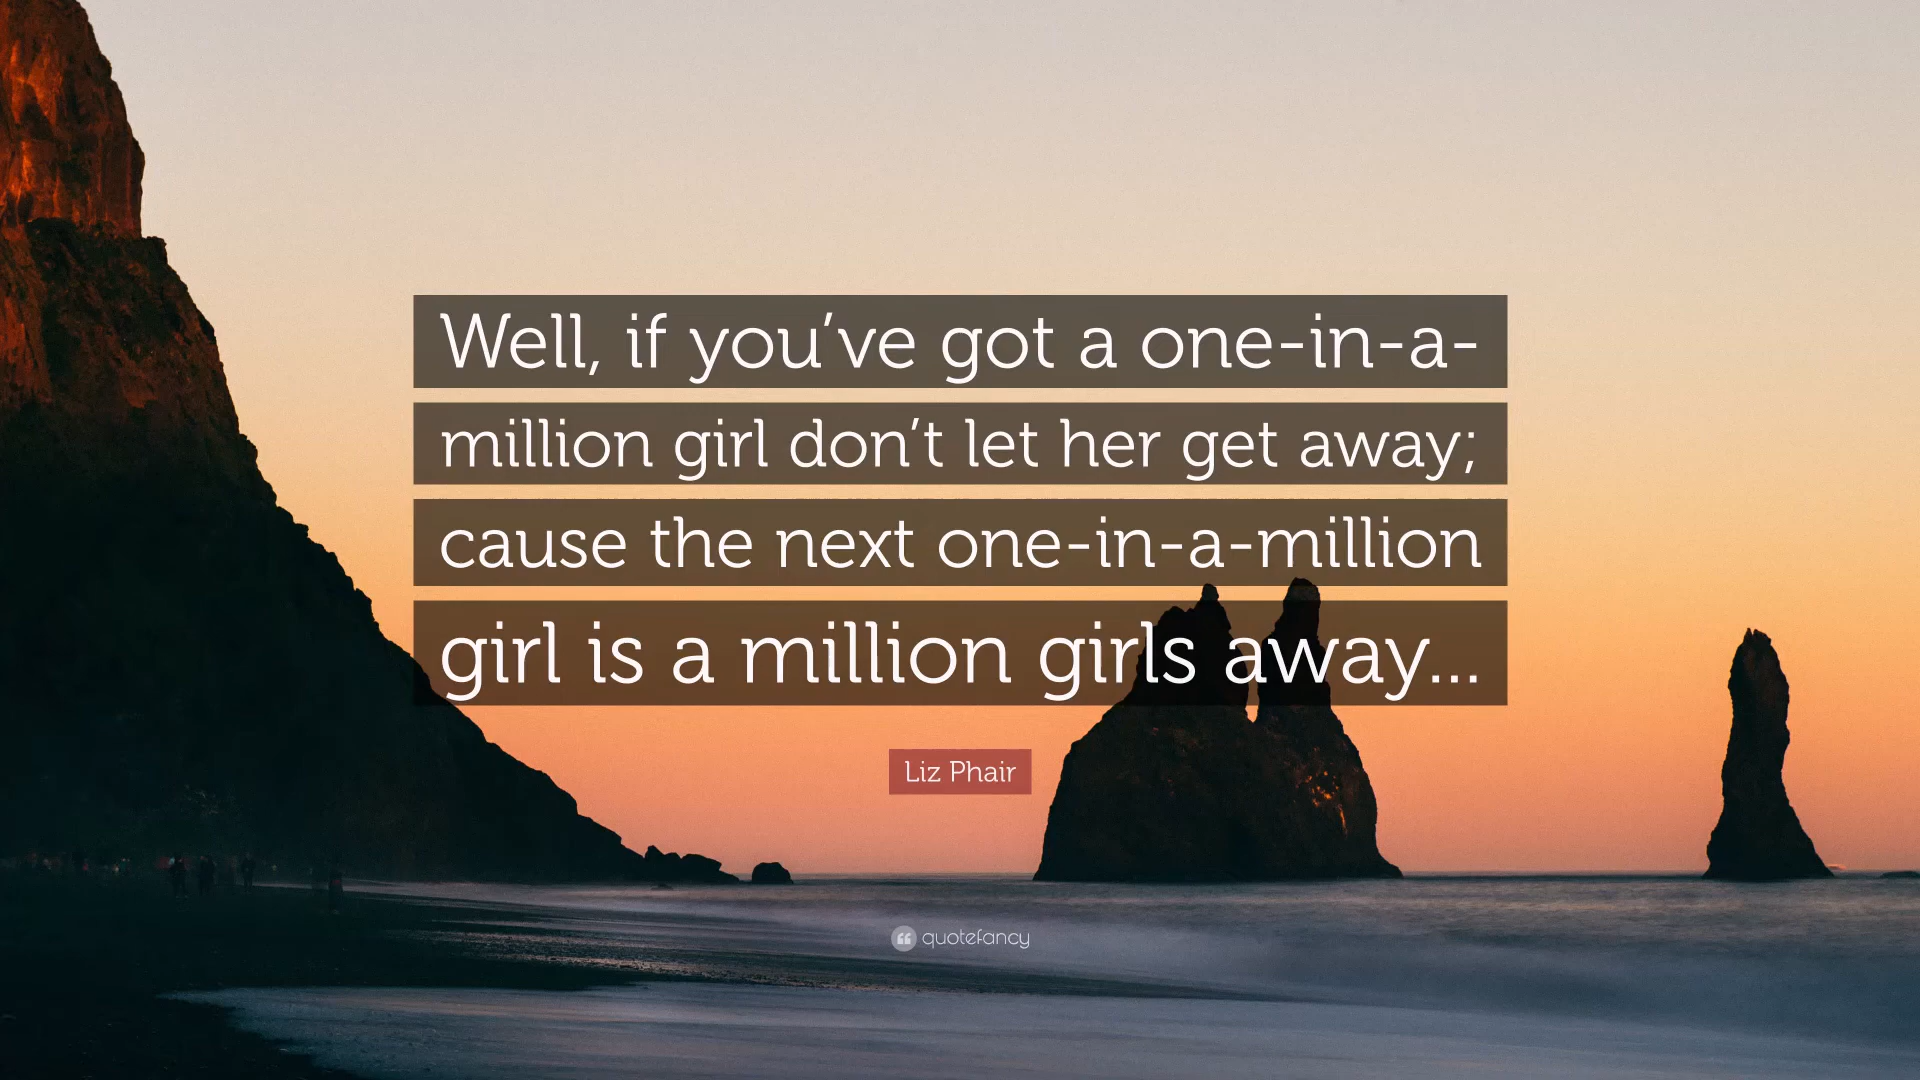 Well, if you’ve got a one-in-a-
million girl don’t let her get away;
cause the next one-in-a-million
girl is a million girls away...
Liz Phair
quotefancy